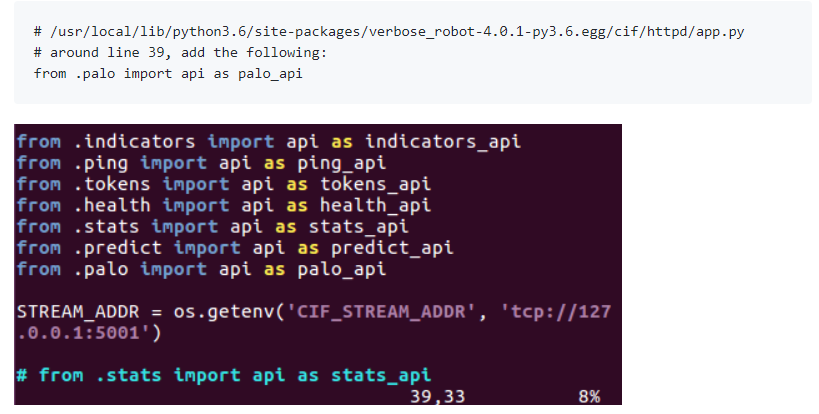 # /usr/local/lib/python3.6/site-packages/verbose_robot-4.0.1-py3.6.egg/cif/httpd/app.py
# around line 39, add the following:
from .palo import api as palo_api
from .indicators import api as indicators_api
from .ping import api as ping_api
from .tokens import api as tokens_api
from .health import api as health_api
from .stats import api as stats_api
from .predict import api as predict_api
from .palo import api as palo_api
STREAM_ADDR = os.getenv('CIF_STREAM_ADDR', 'tcp://127
.0.0.1:5001')
# from .stats import api as stats_api
39,33 8%